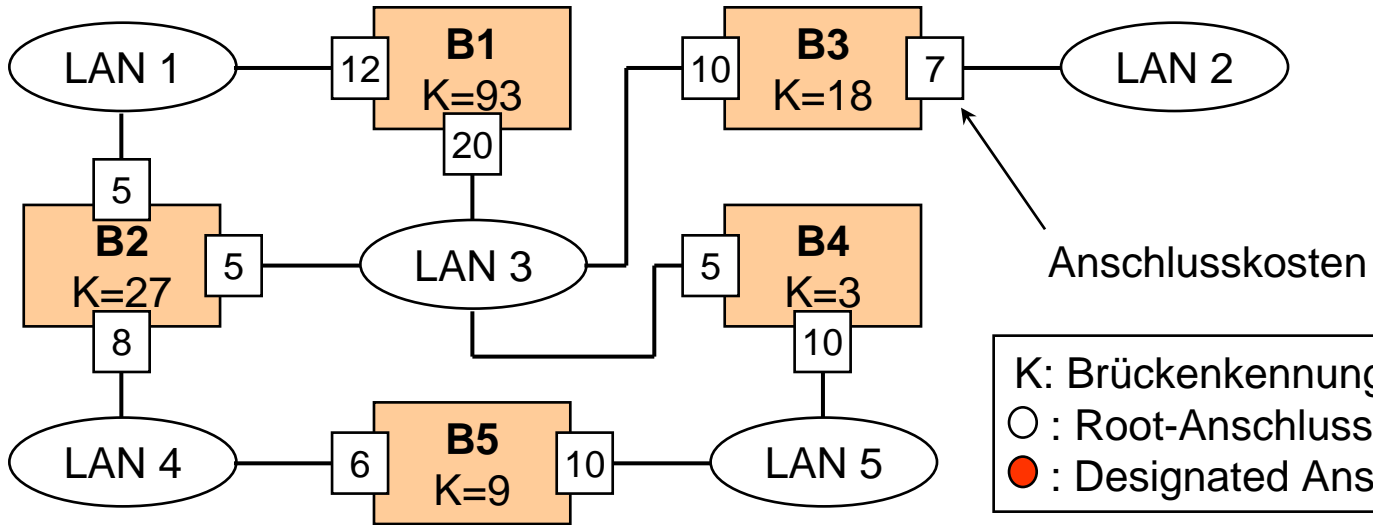 LAN 1
12
B1
K=93
20
10
B3
K=18
7
LAN 2
5
B2
K=27
5
8
LAN 3
5
B4
K=3
10
Anschlusskosten
LAN 4
6
B5
K=9
10
LAN 5
K: Brückenkennung
: Root-Anschluss
: Designated Ans